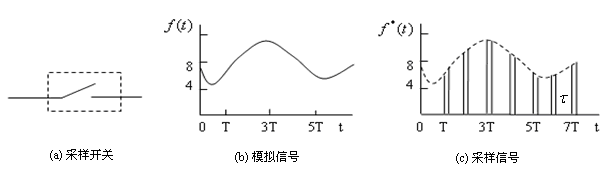 f(t)
8
4
0 T 3T 5T t
f*(t)
8
4
τ
0 T 3T 5T 7T t
(a) 采样开关
(b) 模拟信号
(c) 采样信号